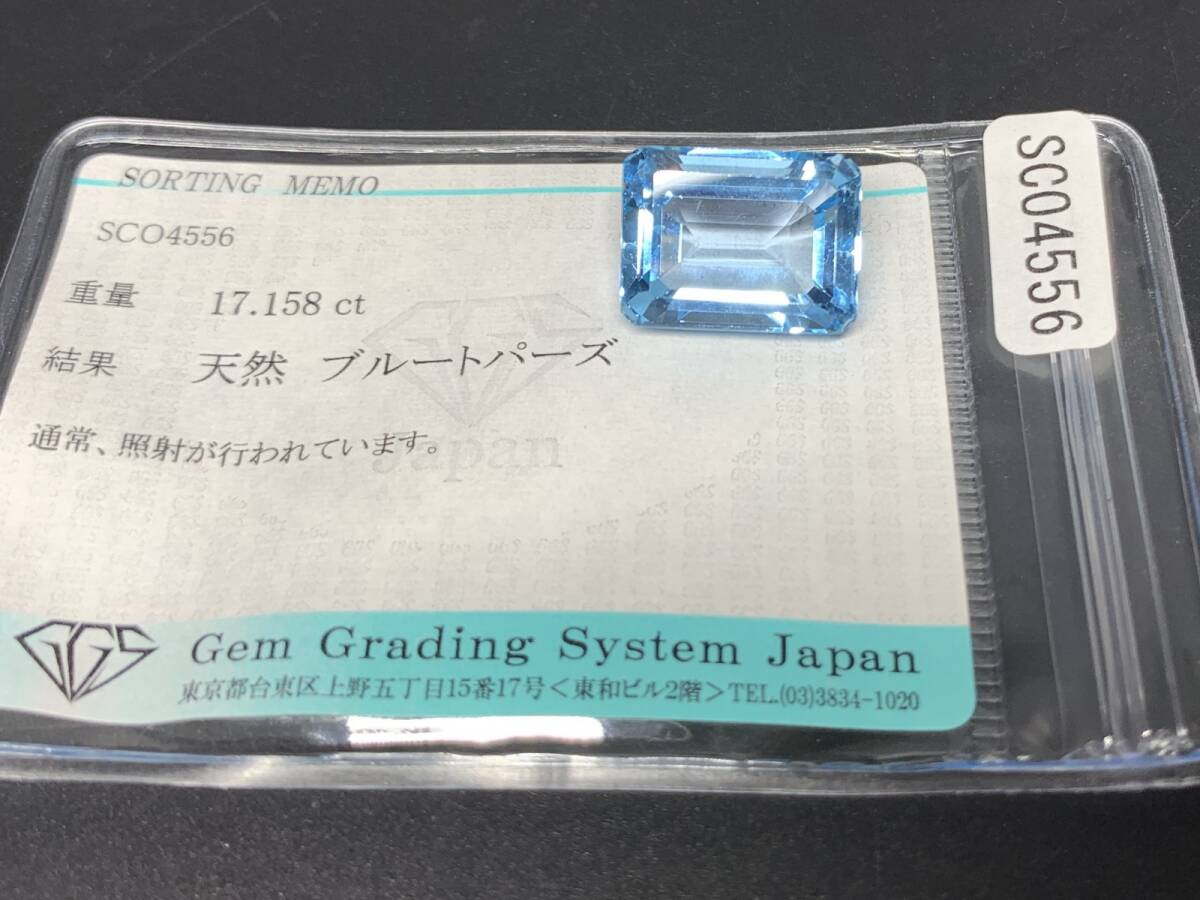 SORTING MEMO
SCO4556
重量 17.158 ct
結果 天然 ブルートパーズ
通常、照射が行われています。
Japan
GGS Gem Grading System Japan
東京都台東区上野五丁目15番17号<東和ビル2階>TEL.(03)3834-1020
SCO4556